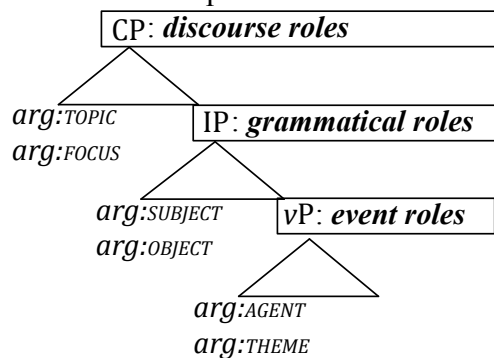 CP: discourse roles
arg:TOPIC
arg:FOCUS
IP: grammatical roles
arg:SUBJECT
arg:OBJECT
vP: event roles
arg:AGENT
arg:THEME